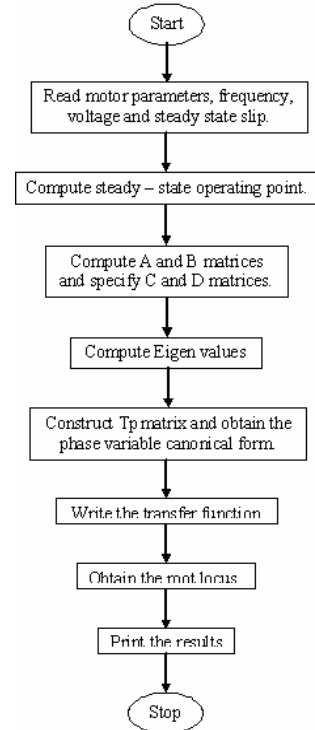 Start
Read motor parameters, frequency,
voltage and steady state slip.
Compute steady – state operating point.
Compute A and B matrices
and specify C and D matrices.
Compute Eigen values
Construct Tp matrix and obtain the
phase variable canonical form.
Write the transfer function
Obtain the root locus
Print the results
Stop